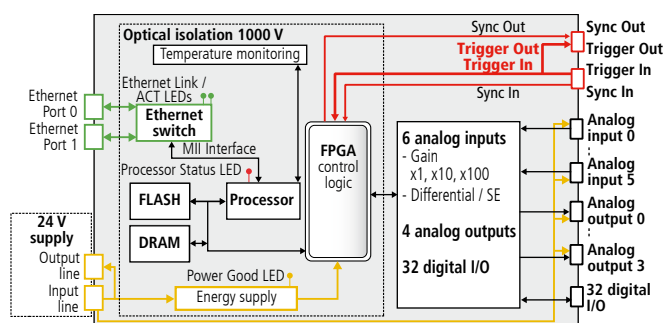 Optical isolation 1000 V
Temperature monitoring
Sync Out
Sync Out
Trigger Out
Trigger In
Sync In
Trigger Out
Trigger In
Sync In
Ethernet
Port 0
Ethernet
Port 1
Ethernet Link /
ACT LEDs
Ethernet
switch
MII Interface
Processor Status LED
FLASH
Processor
DRAM
FPGA
control
logic
6 analog inputs
- Gain
x1, x10, x100
- Differential / SE
4 analog outputs
32 digital I/O
Analog
input 0
:
Analog
input 5
Analog
output 0
:
Analog
output 3
32 digital
I/O
24 V
supply
Output
line
Input
line
Power Good LED
Energy supply